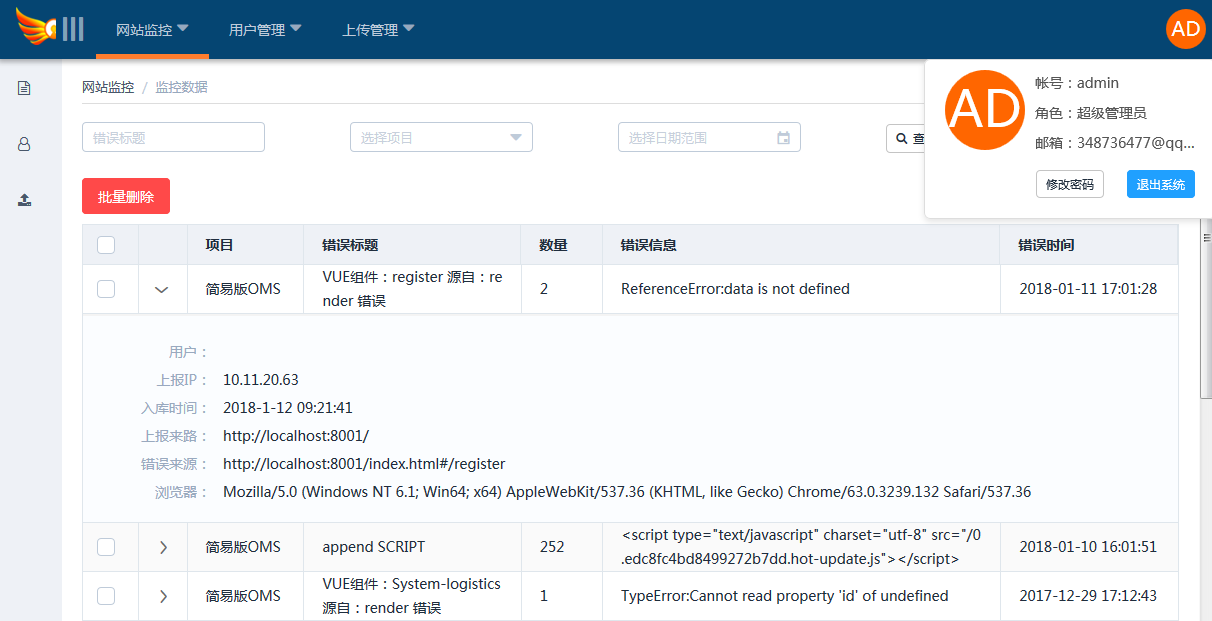 网站监控 用户管理 上传管理 AD
网站监控 / 监控数据
AD
帐号：admin
角色：超级管理员
邮箱：348736477@qq...
修改密码 退出系统
错误标题 选择项目 选择日期范围 查
批量删除
项目 错误标题 数量 错误信息 错误时间
简易版OMS VUE组件：register 源自：re
nder 错误 2 ReferenceError:data is not defined 2018-01-11 17:01:28
用户：
上报IP： 10.11.20.63
入库时间： 2018-1-12 09:21:41
上报来路： http://localhost:8001/
错误来源： http://localhost:8001/index.html#/register
浏览器： Mozilla/5.0 (Windows NT 6.1; Win64; x64) AppleWebKit/537.36 (KHTML, like Gecko) Chrome/63.0.3239.132 Safari/537.36
简易版OMS append SCRIPT 252 <script type="text/javascript" charset="utf-8" src="/0
.edc8fc4bd8499272b7dd.hot-update.js"></script> 2018-01-10 16:01:51
简易版OMS VUE组件：System-logistics
源自：render 错误 1 TypeError:Cannot read property 'id' of undefined 2017-12-29 17:12:43